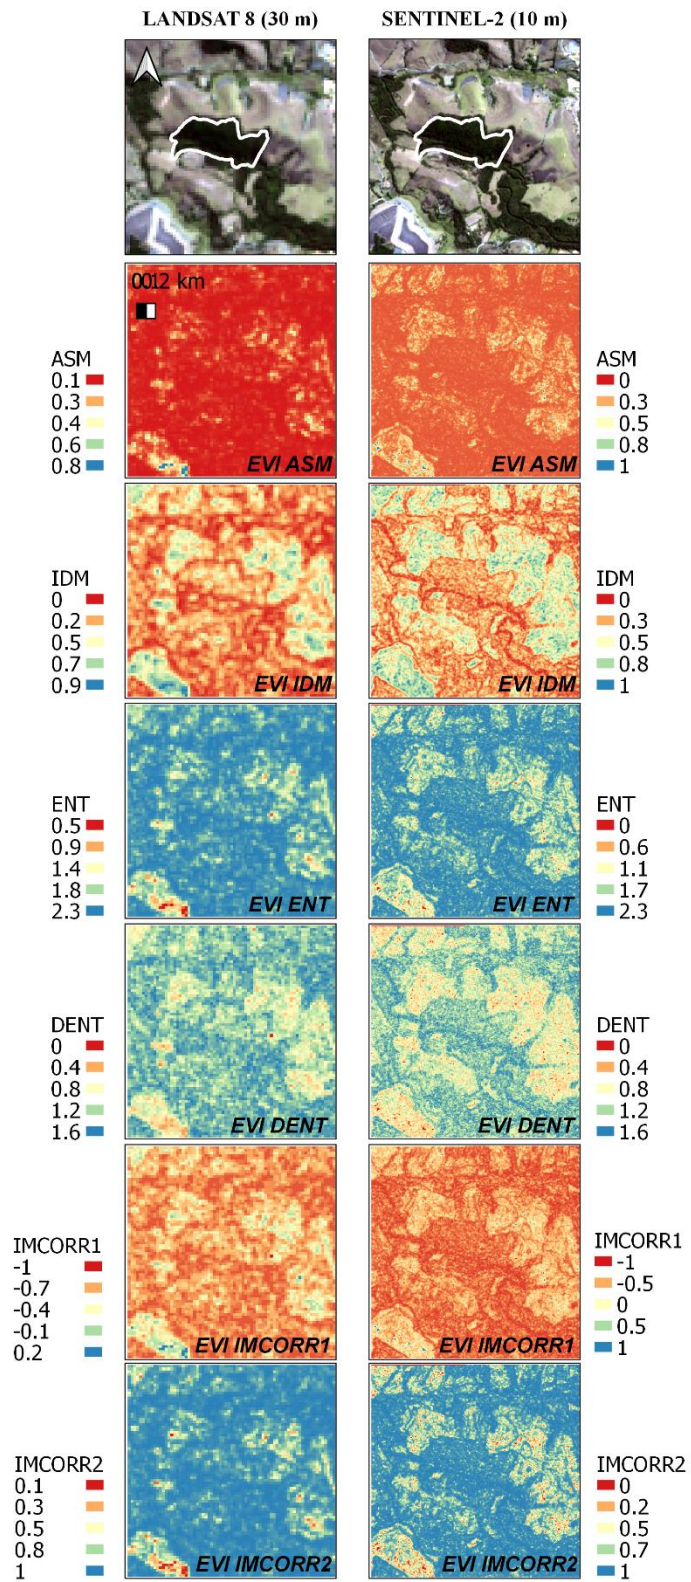 LANDSAT 8 (30 m)
SENTINEL-2 (10 m)
ASM
0.1
0.3
0.4
0.6
0.8
km
EVI ASM
EVI ASM
ASM
0
0.3
0.5
0.8
1
IDM
0
0.2
0.5
0.7
0.9
EVI IDM
EVI IDM
IDM
0
0.3
0.5
0.8
1
ENT
0.5
0.9
1.4
1.8
2.3
EVI ENT
EVI ENT
ENT
0
0.6
1.1
1.7
2.3
DENT
0
0.4
0.8
1.2
1.6
EVI DENT
EVI DENT
DENT
0
0.4
0.8
1.2
1.6
IMCORR1
-1
-0.7
-0.4
-0.1
0.2
EVI IMCORR1
EVI IMCORR1
IMCORR1
-1
-0.5
0
0.5
1
IMCORR2
0.1
0.3
0.5
0.8
1
EVI IMCORR2
EVI IMCORR2
IMCORR2
0
0.2
0.5
0.7
1